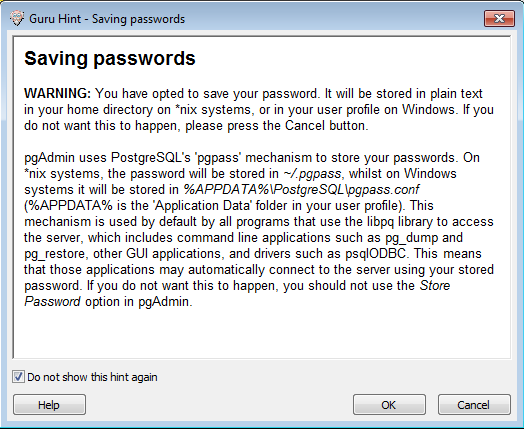 Guru Hint - Saving passwords
Saving passwords
WARNING: You have opted to save your password. It will be stored in plain text
in your home directory on *nix systems, or in your user profile on Windows. If you
do not want this to happen, please press the Cancel button.
pgAdmin uses PostgreSQL's 'pgpass' mechanism to store your passwords. On
*nix systems, the password will be stored in ~/.pgpass, whilst on Windows
systems it will be stored in %APPDATA%\PostgreSQL\pgpass.conf
(%APPDATA% is the 'Application Data' folder in your user profile). This
mechanism is used by default by all programs that use the libpq library to access
the server, which includes command line applications such as pg_dump and
pg_restore, other GUI applications, and drivers such as psqlODBC. This means
that those applications may automatically connect to the server using your stored
password. If you do not want this to happen, you should not use the Store
Password option in pgAdmin.
Do not show this hint again
Help
OK
Cancel